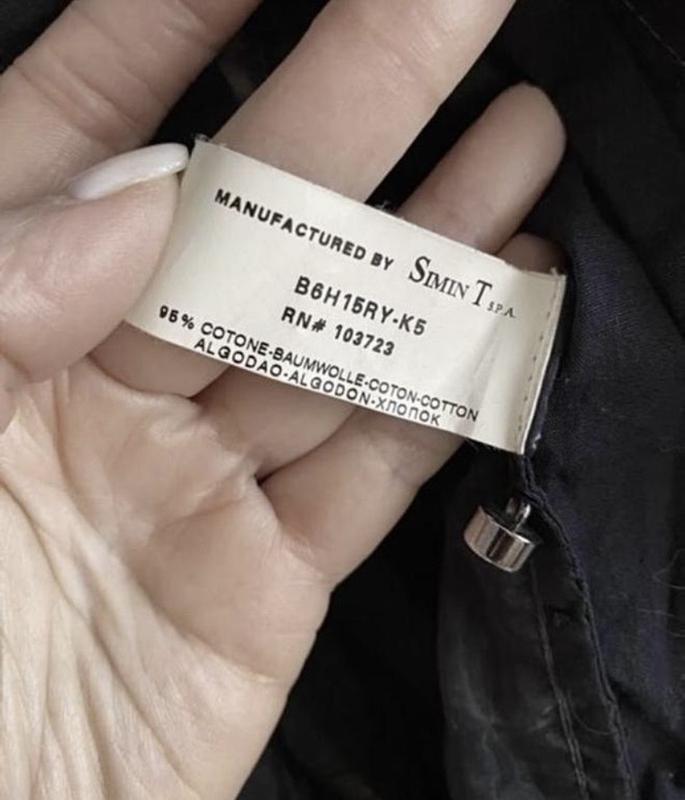 MANUFACTURED BY SIMIN T S.P.A.
B6H15RY-K5
RN# 103723
95% COTONE-BAUMWOLLE-COTON-COTTON
ALGODAO-ALGODON-ХЛОПОК